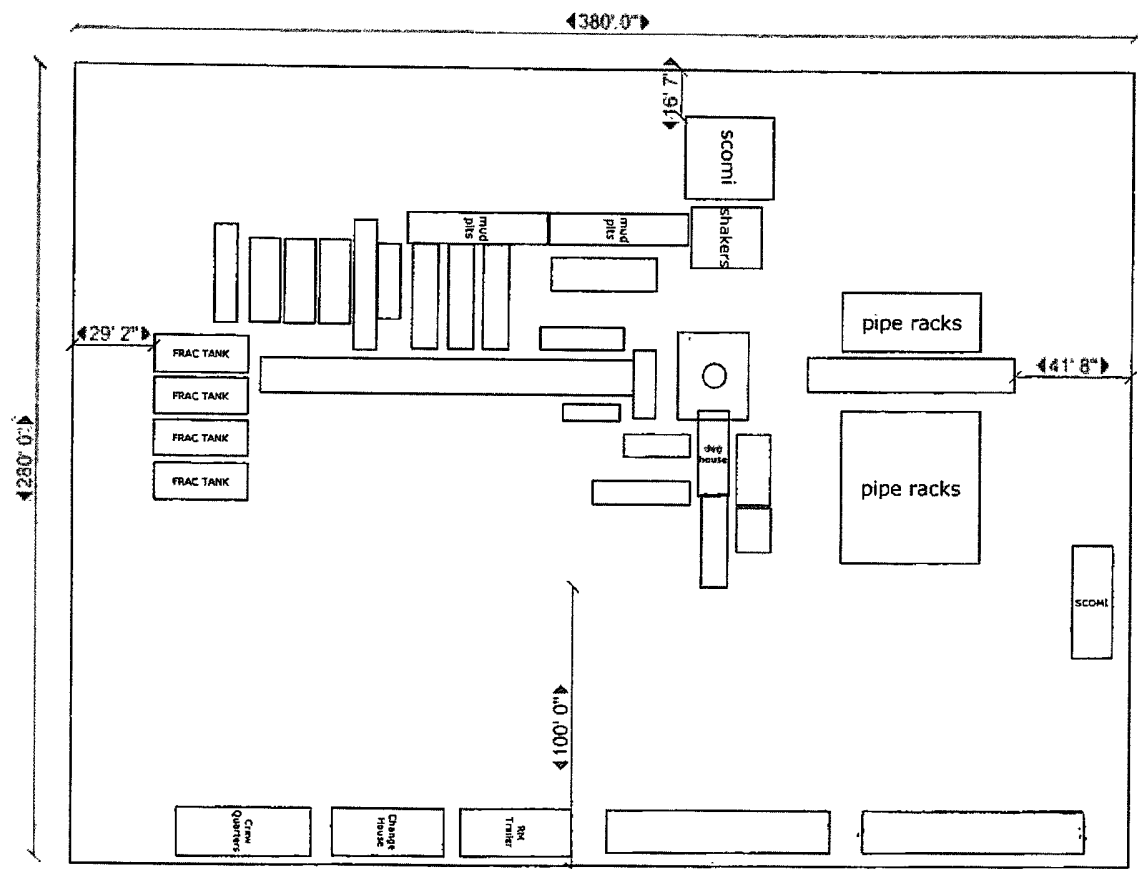 380'. 0"
16' 7"
scomi
mud
pits
mud
pits
shakers
pipe racks
29' 2"
FRAC TANK
41' 8"
FRAC TANK
FRAC TANK
dog
house
FRAC TANK
280' 0"
pipe racks
SCOMI
100' 0"
Crew
Quarters
Change
House
RM
Trailer